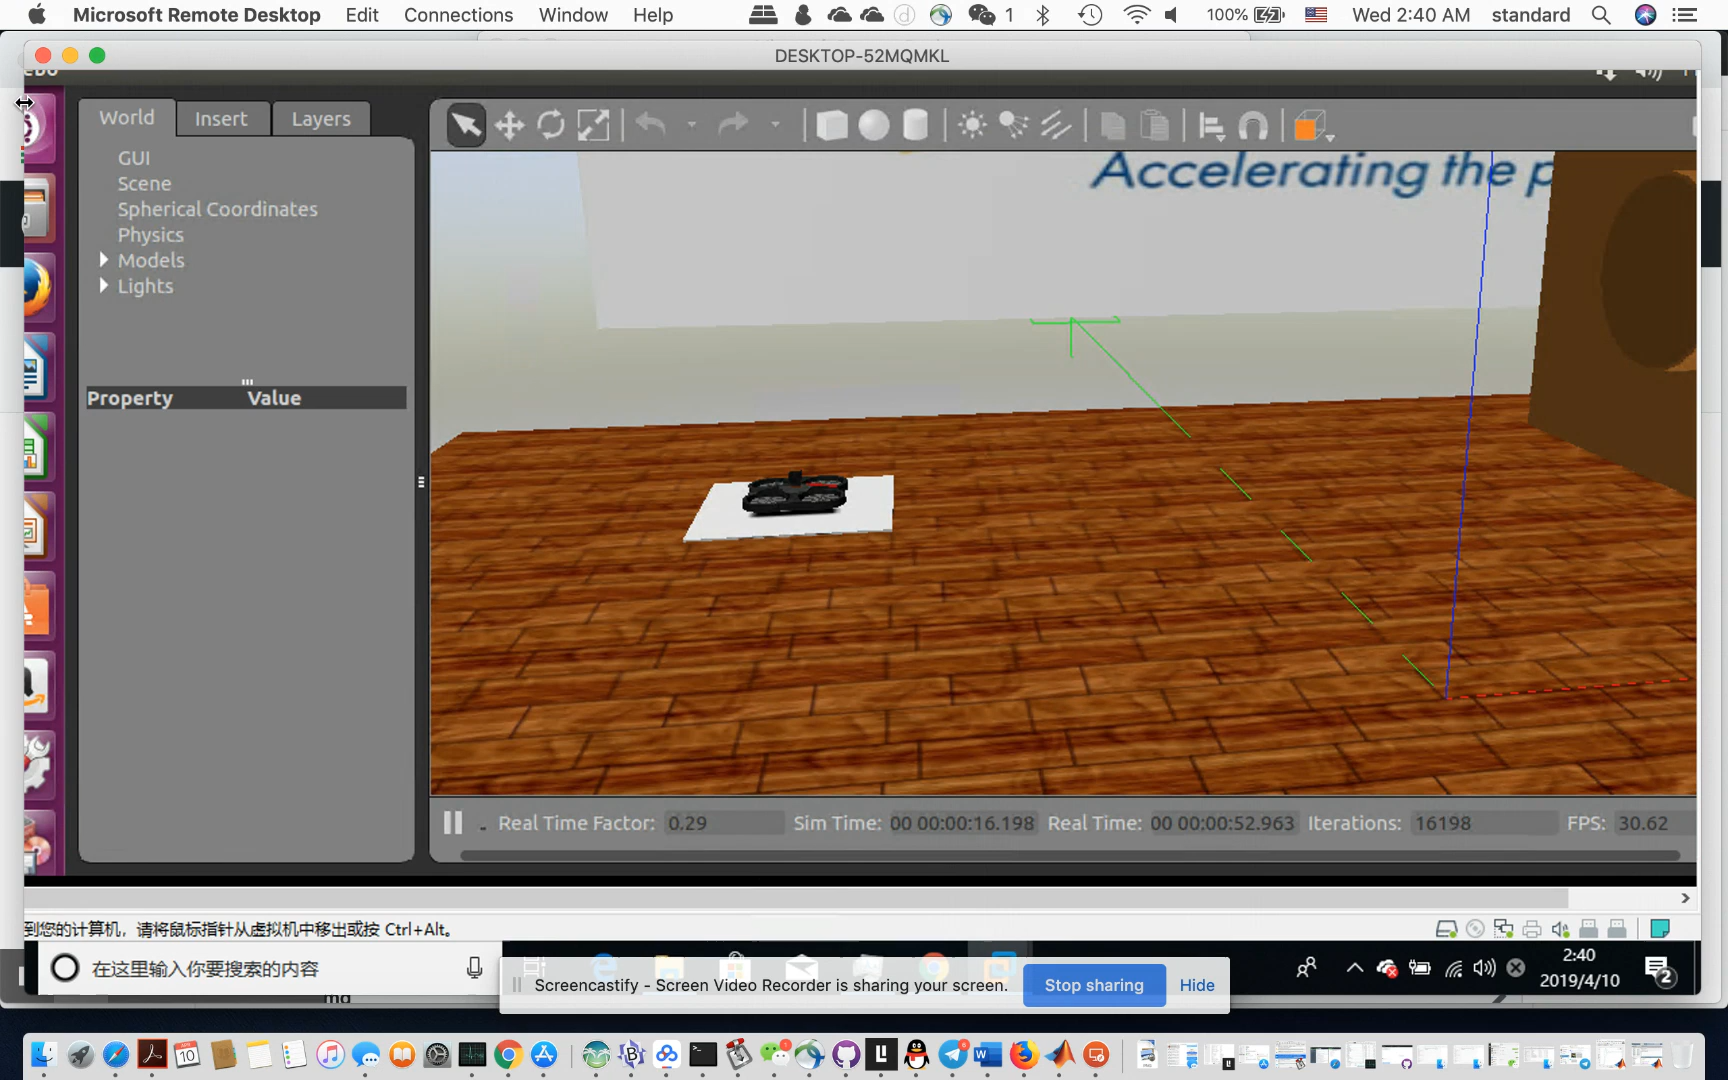 Microsoft Remote Desktop Edit Connections Window Help 1 100% Wed 2:40 AM standard
DESKTOP-52MQMKL
World Insert Layers
GUI
Scene
Spherical Coordinates
Physics
Models
Lights
Property Value
Accelerating the p
Real Time Factor: 0.29 Sim Time: 00 00:00:16.198 Real Time: 00 00:00:52.963 Iterations: 16198 FPS: 30.62
到您的计算机，请将鼠标指针从虚拟机中移出或按 Ctrl+Alt。
在这里输入你要搜索的内容
2:40
2019/4/10
2
Screencastify - Screen Video Recorder is sharing your screen. Stop sharing Hide